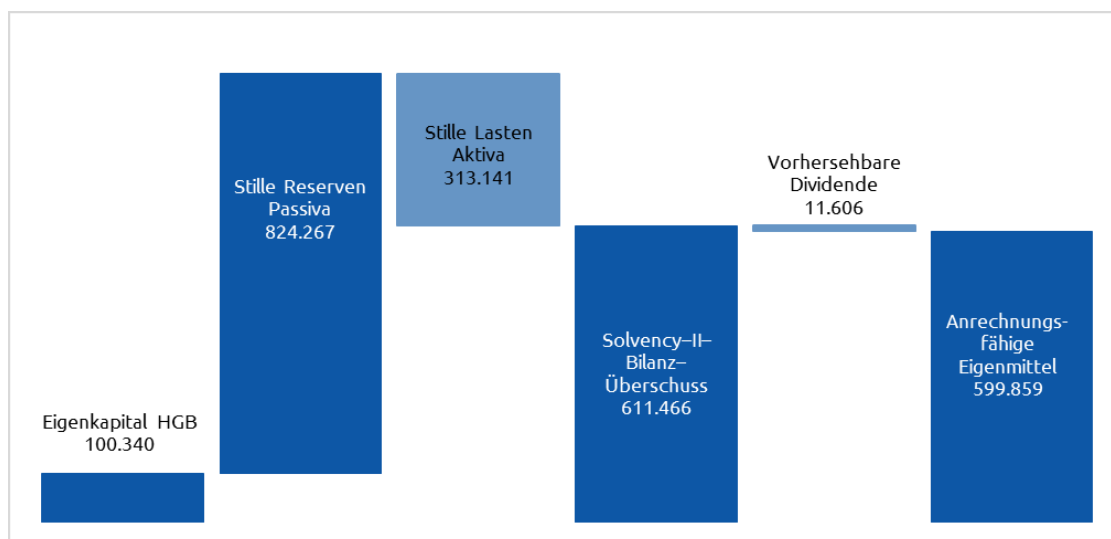 Eigenkapital HGB
100.340
Stille Reserven
Passiva
824.267
Stille Lasten
Aktiva
313.141
Solvency–II–
Bilanz–
Überschuss
611.466
Vorhersehbare
Dividende
11.606
Anrechnungs-
fähige
Eigenmittel
599.859